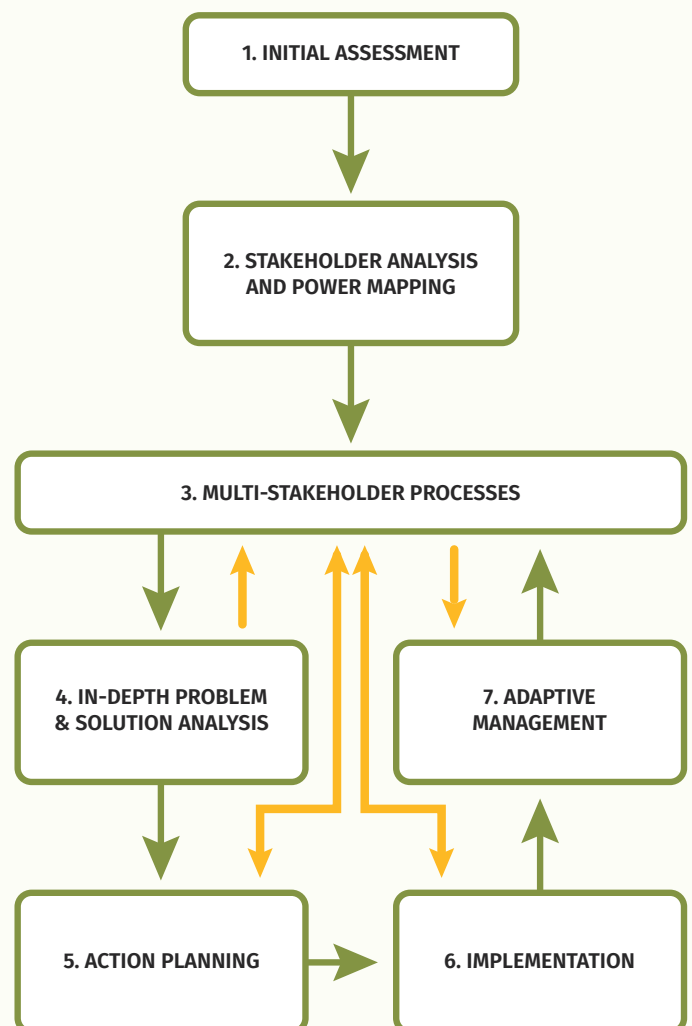 1. INITIAL ASSESSMENT
2. STAKEHOLDER ANALYSIS
AND POWER MAPPING
3. MULTI-STAKEHOLDER PROCESSES
4. IN-DEPTH PROBLEM
& SOLUTION ANALYSIS
7. ADAPTIVE
MANAGEMENT
5. ACTION PLANNING
6. IMPLEMENTATION